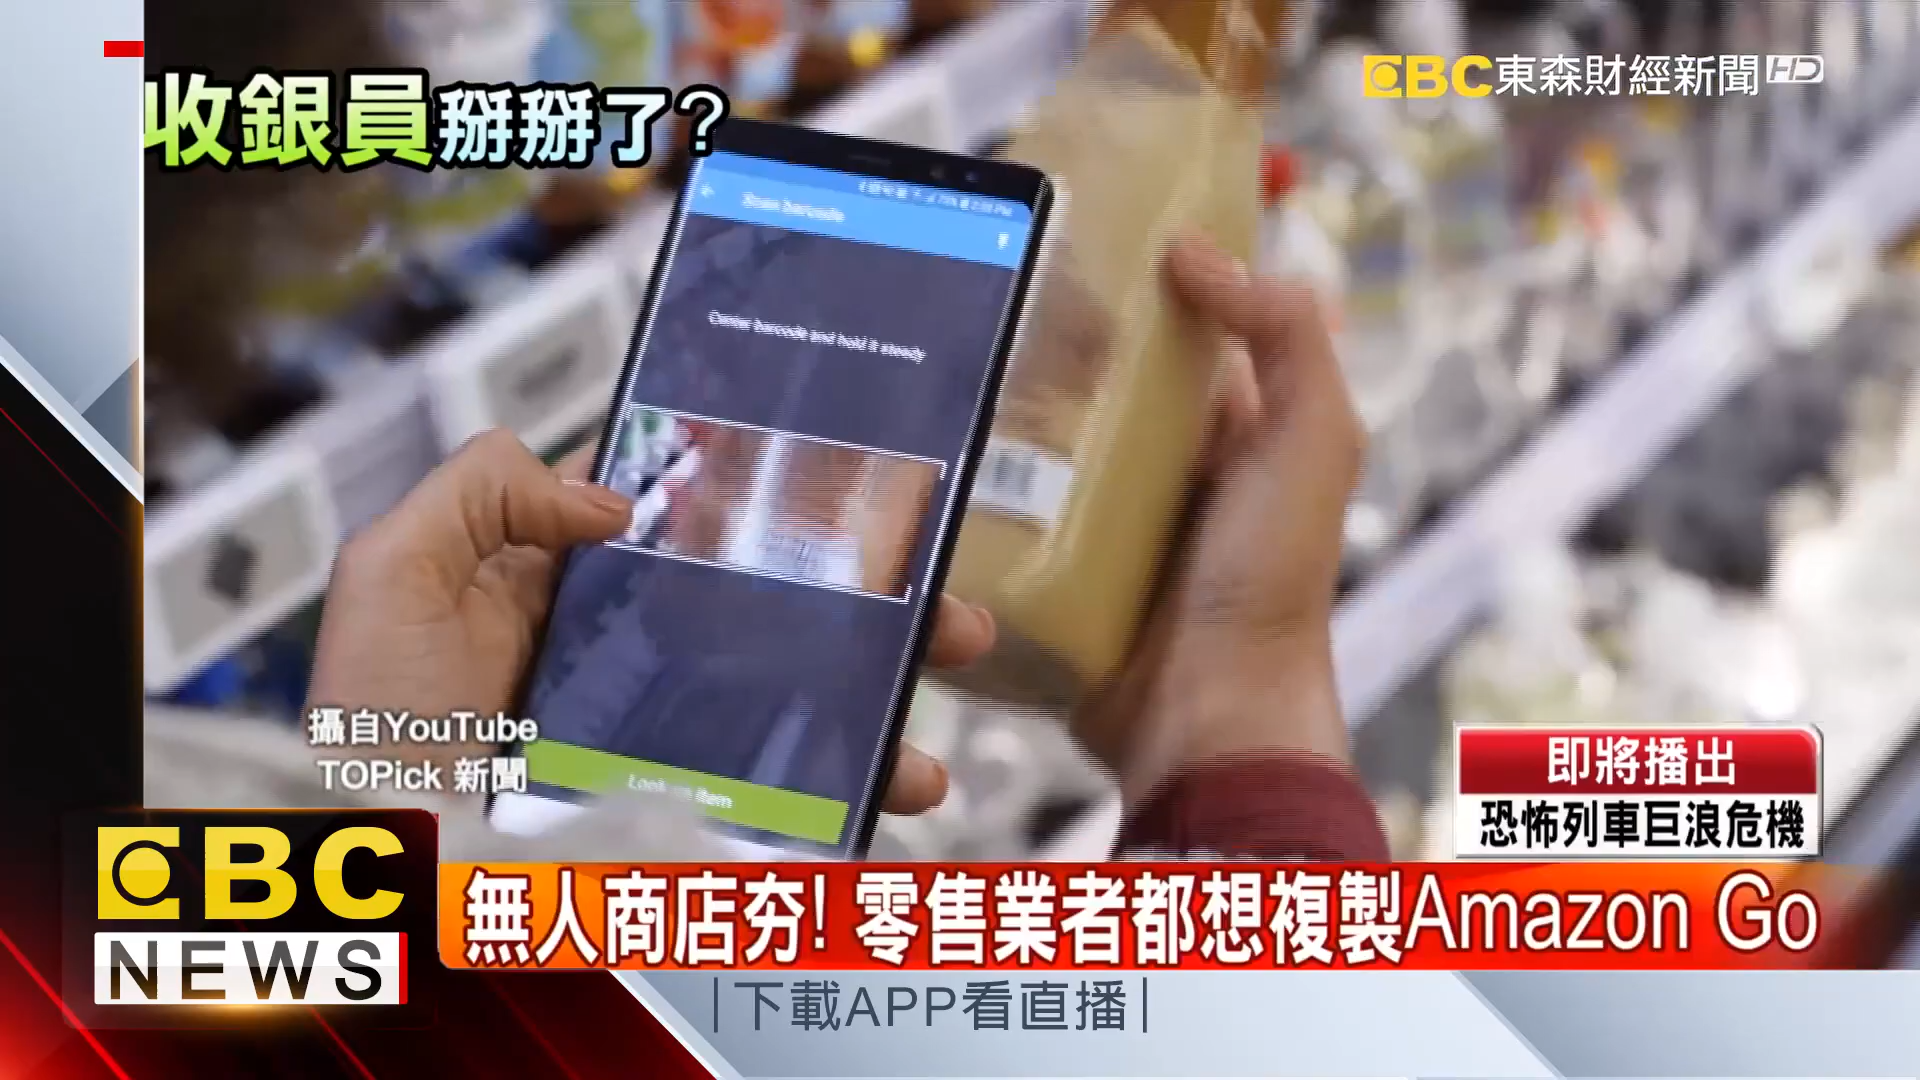 EBC東森財經新聞HD
收銀員掰掰了?
Scan barcode
Center barcode and hold it steady
攝自YouTube
TOPick 新聞
item
即將播出
恐怖列車巨浪危機
EBC
NEWS
無人商店夯! 零售業者都想複製Amazon Go
|下載APP看直播|